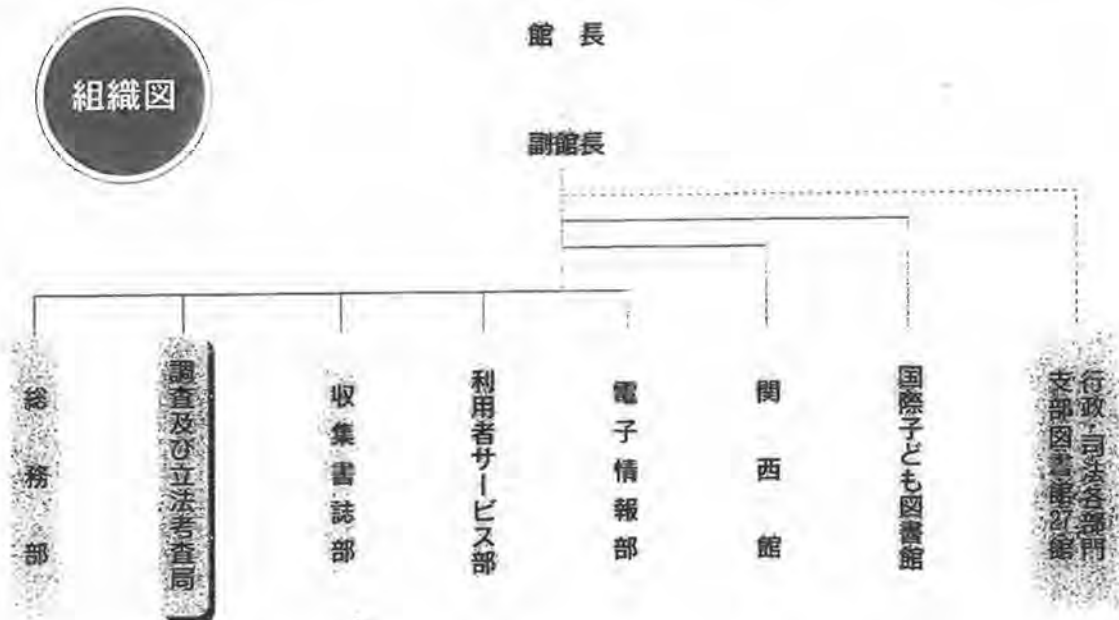 組織図
館 長
副館長
総務部
調査及び立法考査局
収集書誌部
利用者サービス部
電子情報部
関西館
国際子ども図書館
行政・司法各部門
支部図書館27館